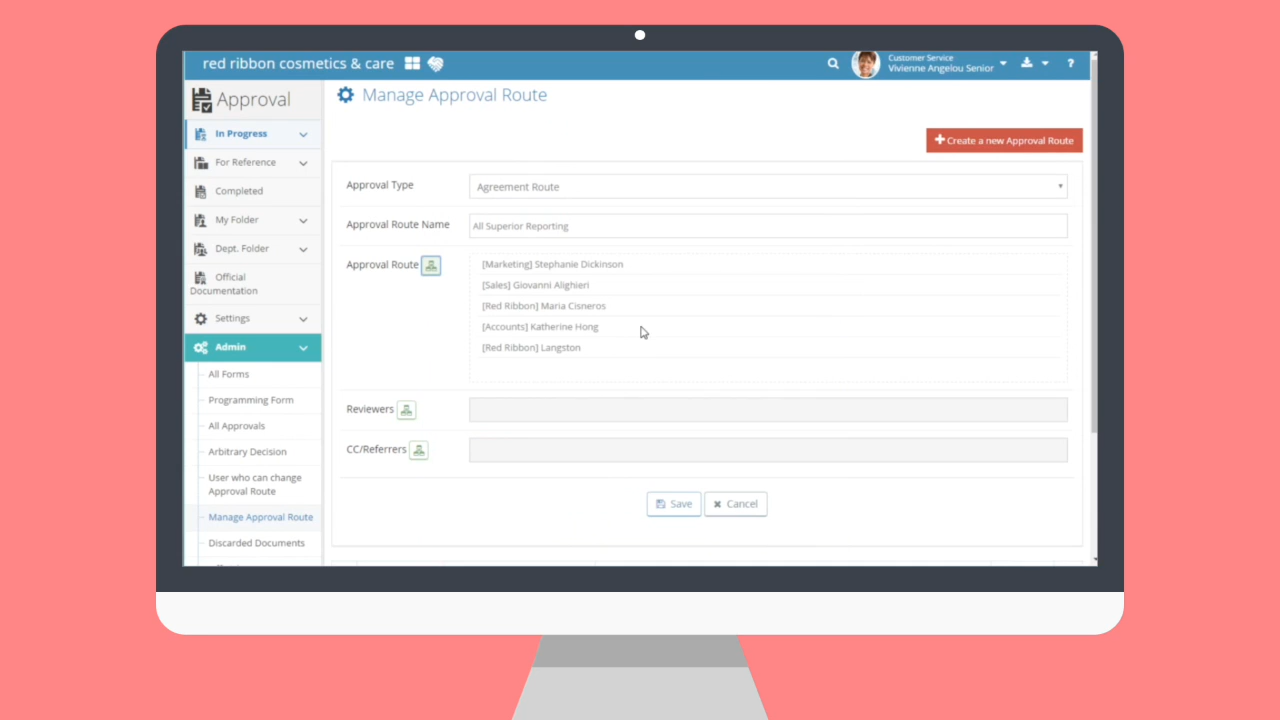 red ribbon cosmetics & care
Customer Service
Vivienne Angelou Senior
?
Approval
In Progress
For Reference
Completed
My Folder
Dept. Folder
Official
Documentation
Settings
Admin
All Forms
Programming Form
All Approvals
Arbitrary Decision
User who can change
Approval Route
Manage Approval Route
Discarded Documents
Manage Approval Route
Create a new Approval Route
Approval Type
Agreement Route
Approval Route Name
All Superior Reporting
Approval Route
[Marketing] Stephanie Dickinson
[Sales] Giovanni Alighieri
[Red Ribbon] Maria Cisneros
[Accounts] Katherine Hong
[Red Ribbon] Langston
Reviewers
CC/Referrers
Save
Cancel